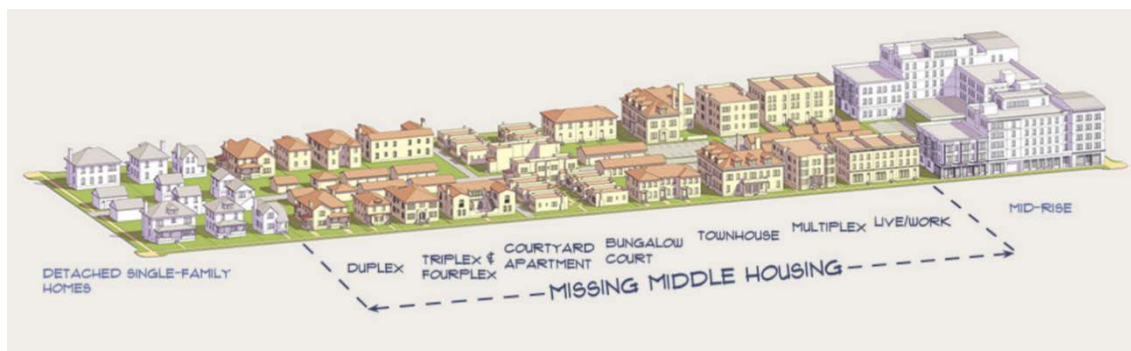 DETACHED SINGLE-FAMILY
HOMES
DUPLEX
TRIPLEX &
FOURPLEX
COURTYARD
APARTMENT
BUNGALOW
COURT
TOWNHOUSE
MULTIPLEX
LIVE/WORK
MID-RISE
MISSING MIDDLE HOUSING